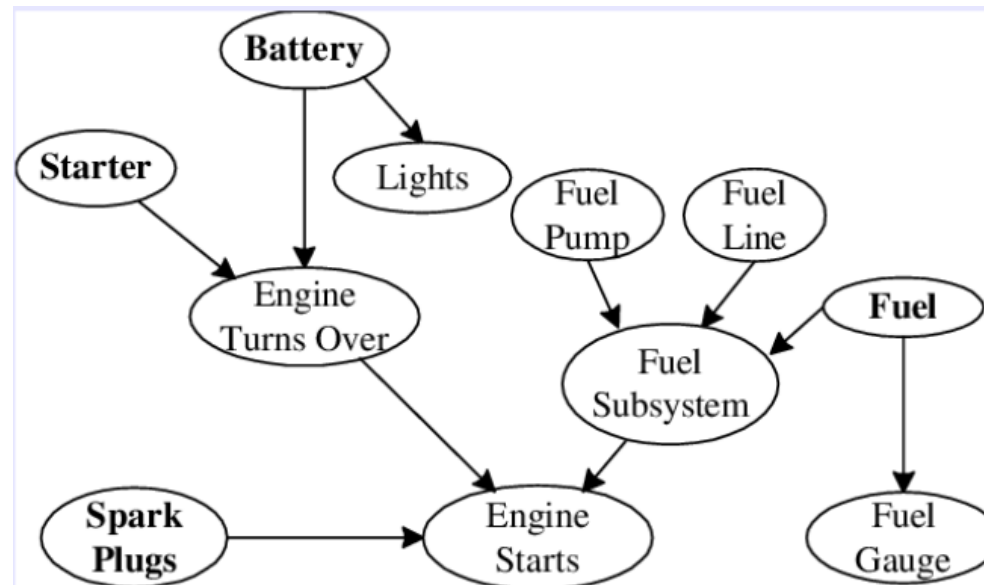 Battery
Starter
Lights
Fuel
Pump
Fuel
Line
Engine
Turns Over
Fuel
Fuel
Subsystem
Spark
Plugs
Engine
Starts
Fuel
Gauge